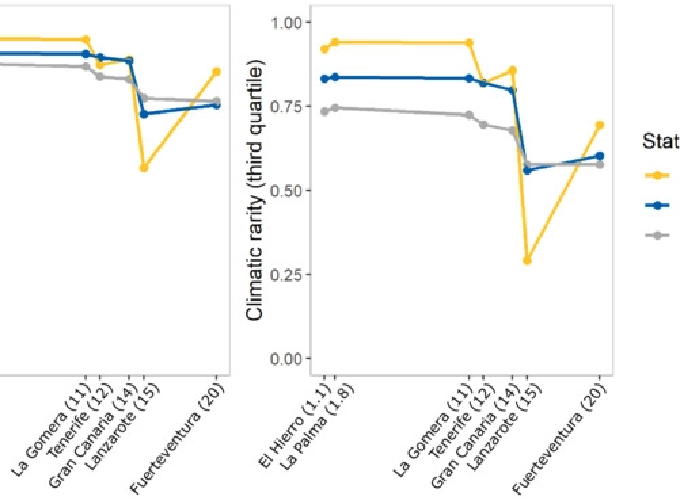 1.00
0.75
0.50
0.25
0.00
Climatic rarity (third quartile)
Stat
La Gomera (11)
Tenerife (12)
Gran Canaria (14)
Lanzarote (15)
Fuerteventura (20)
El Hierro (1.1)
La Palma (1.8)
La Gomera (11)
Tenerife (12)
Gran Canaria (14)
Lanzarote (15)
Fuerteventura (20)